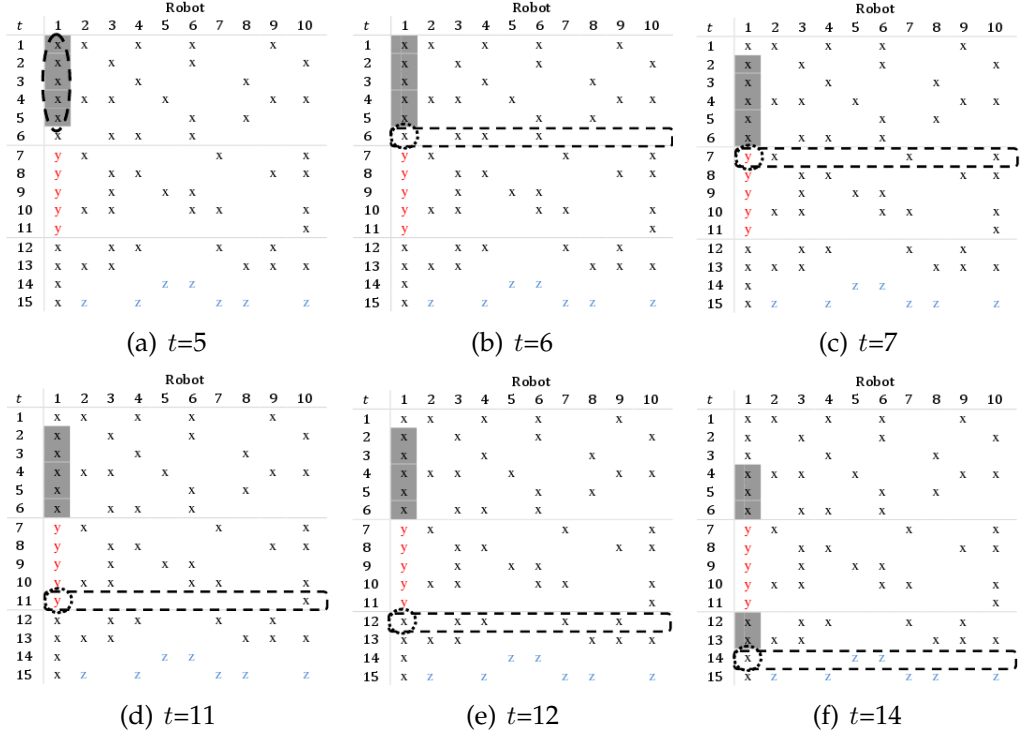 Robot
t 1 2 3 4 5 6 7 8 9 10
1 x x x x x
2 x x x x
3 x x x
4 x x x x x x
5 x x x
6 x x x x
7 y x x x
8 y x x x x
9 y x x x
10 y x x x x x
11 y x
12 x x x x x
13 x x x x x x
14 x z z
15 x z z z z z
(a) t=5
Robot
t 1 2 3 4 5 6 7 8 9 10
1 x x x x x
2 x x x x
3 x x x
4 x x x x x x
5 x x x
6 x x x x
7 y x x x
8 y x x x x
9 y x x x
10 y x x x x x
11 y x
12 x x x x x
13 x x x x x x
14 x z z
15 x z z z z z
(b) t=6
Robot
t 1 2 3 4 5 6 7 8 9 10
1 x x x x x
2 x x x x
3 x x x
4 x x x x x x
5 x x x
6 x x x x
7 y x x x
8 y x x x x
9 y x x x
10 y x x x x x
11 y x
12 x x x x x
13 x x x x x x
14 x z z
15 x z z z z z
(c) t=7
Robot
t 1 2 3 4 5 6 7 8 9 10
1 x x x x x
2 x x x x
3 x x x
4 x x x x x x
5 x x x
6 x x x x
7 y x x x
8 y x x x x
9 y x x x
10 y x x x x x
11 y x
12 x x x x x
13 x x x x x x
14 x z z
15 x z z z z z
(d) t=11
Robot
t 1 2 3 4 5 6 7 8 9 10
1 x x x x x
2 x x x x
3 x x x
4 x x x x x x
5 x x x
6 x x x x
7 y x x x
8 y x x x x
9 y x x x
10 y x x x x x
11 y x
12 x x x x x
13 x x x x x x
14 x z z
15 x z z z z z
(e) t=12
Robot
t 1 2 3 4 5 6 7 8 9 10
1 x x x x x
2 x x x x
3 x x x
4 x x x x x x
5 x x x
6 x x x x
7 y x x x
8 y x x x x
9 y x x x
10 y x x x x x
11 y x
12 x x x x x
13 x x x x x x
14 x z z
15 x z z z z z
(f) t=14